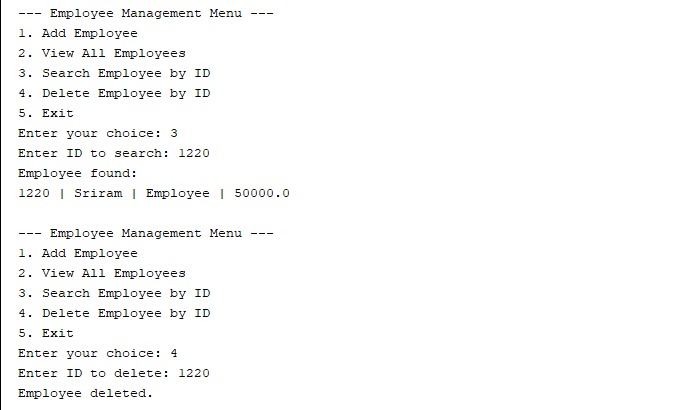 --- Employee Management Menu ---
1. Add Employee
2. View All Employees
3. Search Employee by ID
4. Delete Employee by ID
5. Exit
Enter your choice: 3
Enter ID to search: 1220
Employee found:
1220 | Sriram | Employee | 50000.0
--- Employee Management Menu ---
1. Add Employee
2. View All Employees
3. Search Employee by ID
4. Delete Employee by ID
5. Exit
Enter your choice: 4
Enter ID to delete: 1220
Employee deleted.